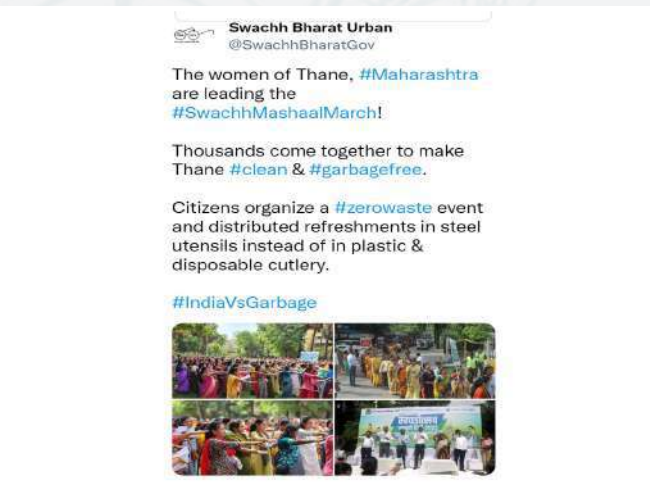 Swachh Bharat Urban
@SwachhBharatGov
The women of Thane, #Maharashtra
are leading the
#SwachhMashaalMarch!
Thousands come together to make
Thane #clean & #garbagefree.
Citizens organize a #zerowaste event
and distributed refreshments in steel
utensils instead of in plastic &
disposable cutlery.
#IndiaVsGarbage